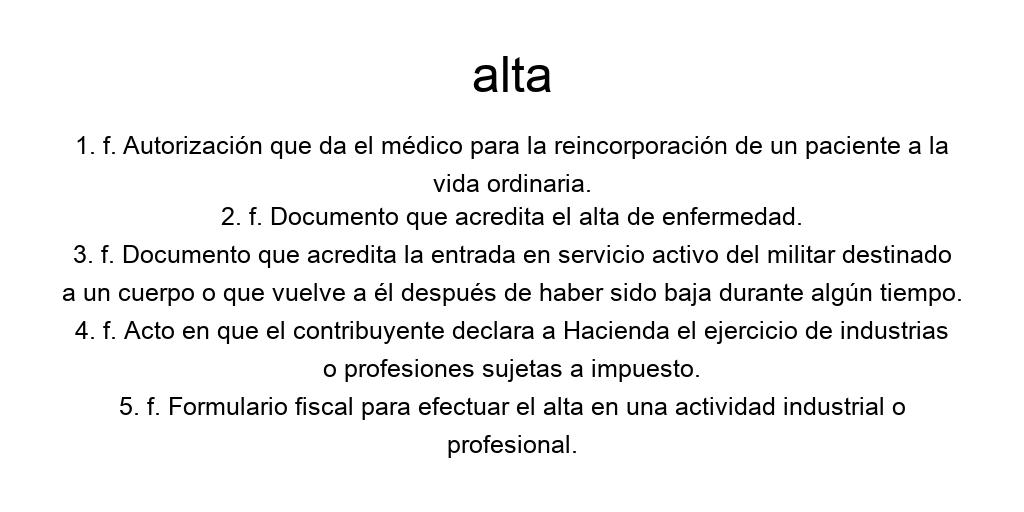 alta
1. f. Autorización que da el médico para la reincorporación de un paciente a la
vida ordinaria.
2. f. Documento que acredita el alta de enfermedad.
3. f. Documento que acredita la entrada en servicio activo del militar destinado
a un cuerpo o que vuelve a él después de haber sido baja durante algún tiempo.
4. f. Acto en que el contribuyente declara a Hacienda el ejercicio de industrias
o profesiones sujetas a impuesto.
5. f. Formulario fiscal para efectuar el alta en una actividad industrial o
profesional.